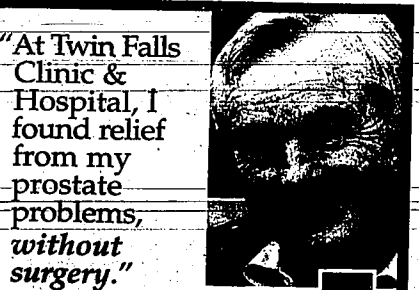 "At Twin Falls
Clinic &
Hospital, I
found relief
from my
prostate
problems,
without
surgery."